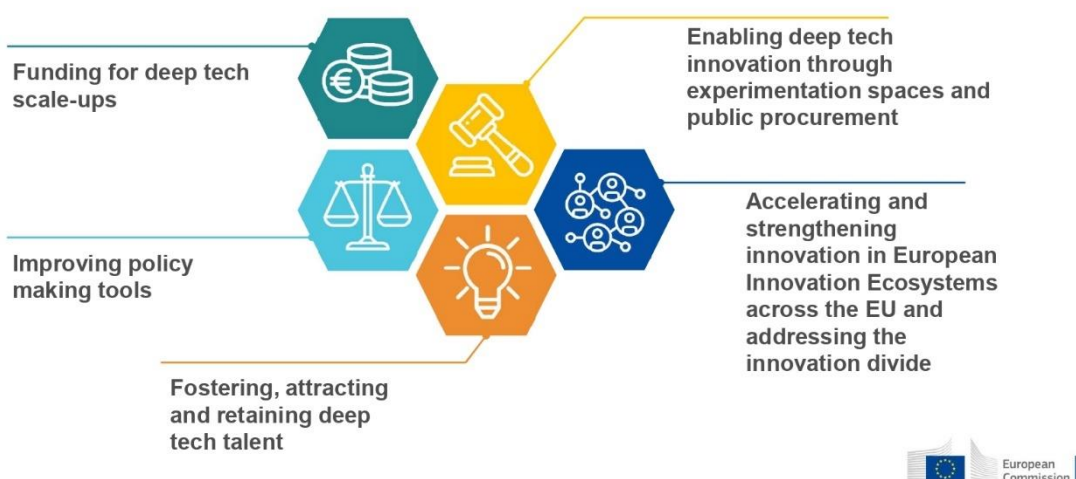 Funding for deep tech
scale-ups
Enabling deep tech
innovation through
experimentation spaces and
public procurement
Improving policy
making tools
Accelerating and
strengthening
innovation in European
Innovation Ecosystems
across the EU and
addressing the
innovation divide
Fostering, attracting
and retaining deep
tech talent
European
Commission